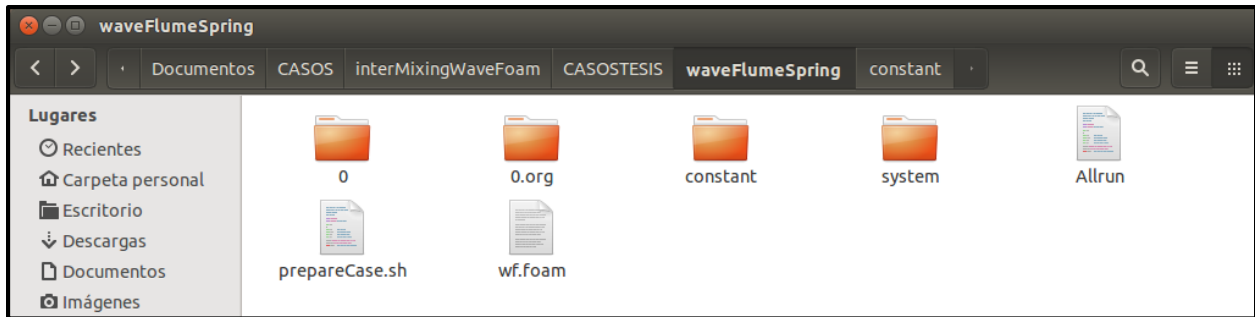 waveFlumeSpring
Documentos CASOS interMixingWaveFoam CASOSTESIS waveFlumeSpring constant
Lugares
Recientes
Carpeta personal
Escritorio
Descargas
Documentos
Imágenes
0 0.org constant system Allrun
prepareCase.sh wf.foam